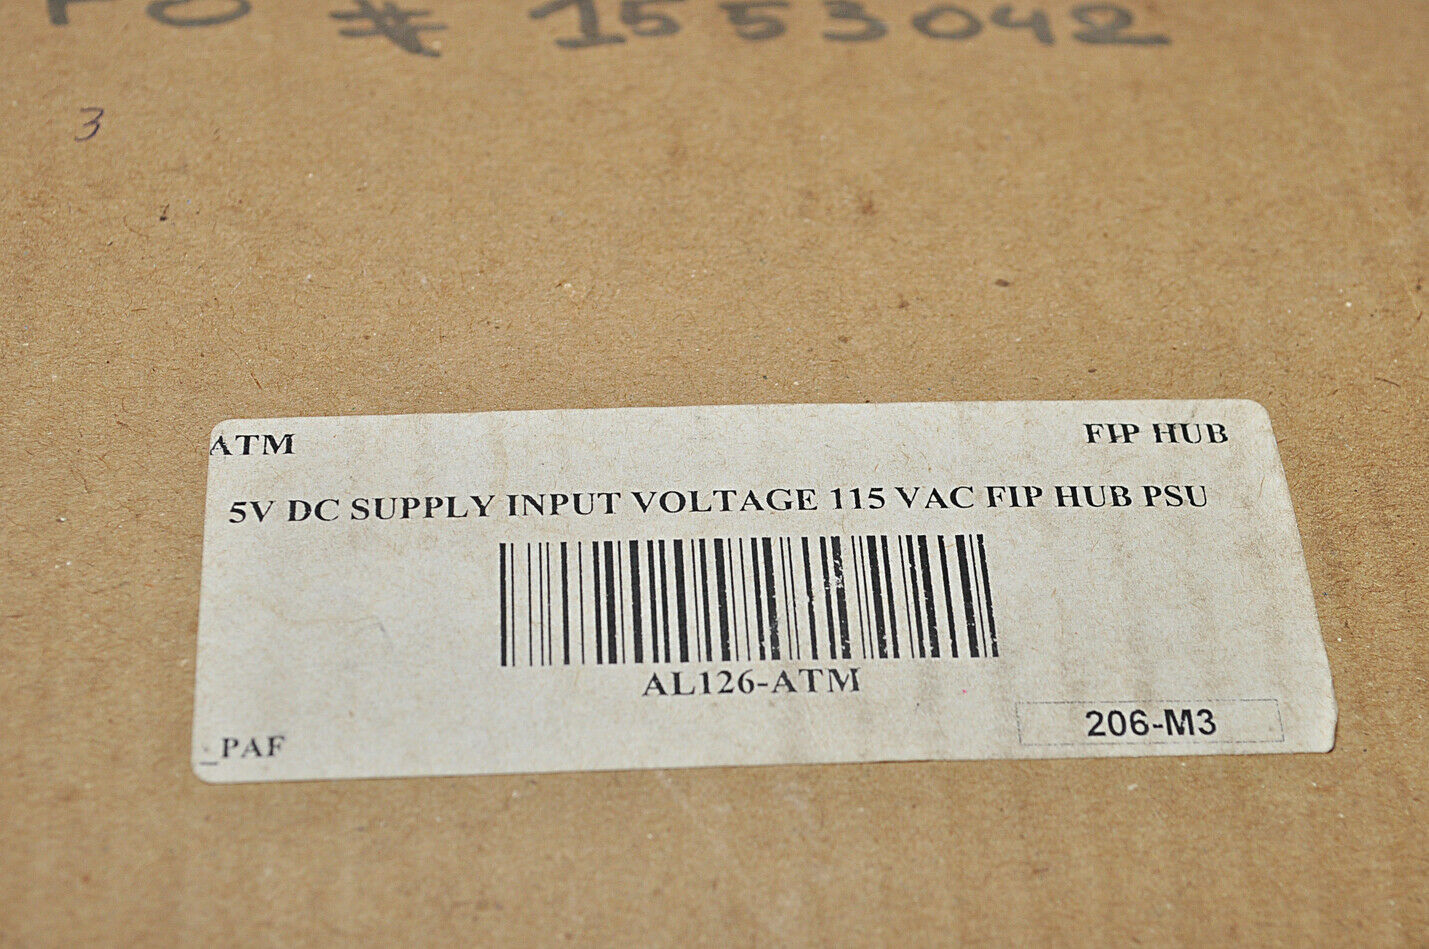 PO # 1553042
3
ATM FIP HUB
5V DC SUPPLY INPUT VOLTAGE 115 VAC FIP HUB PSU
AL126-ATM
206-M3
_PAF